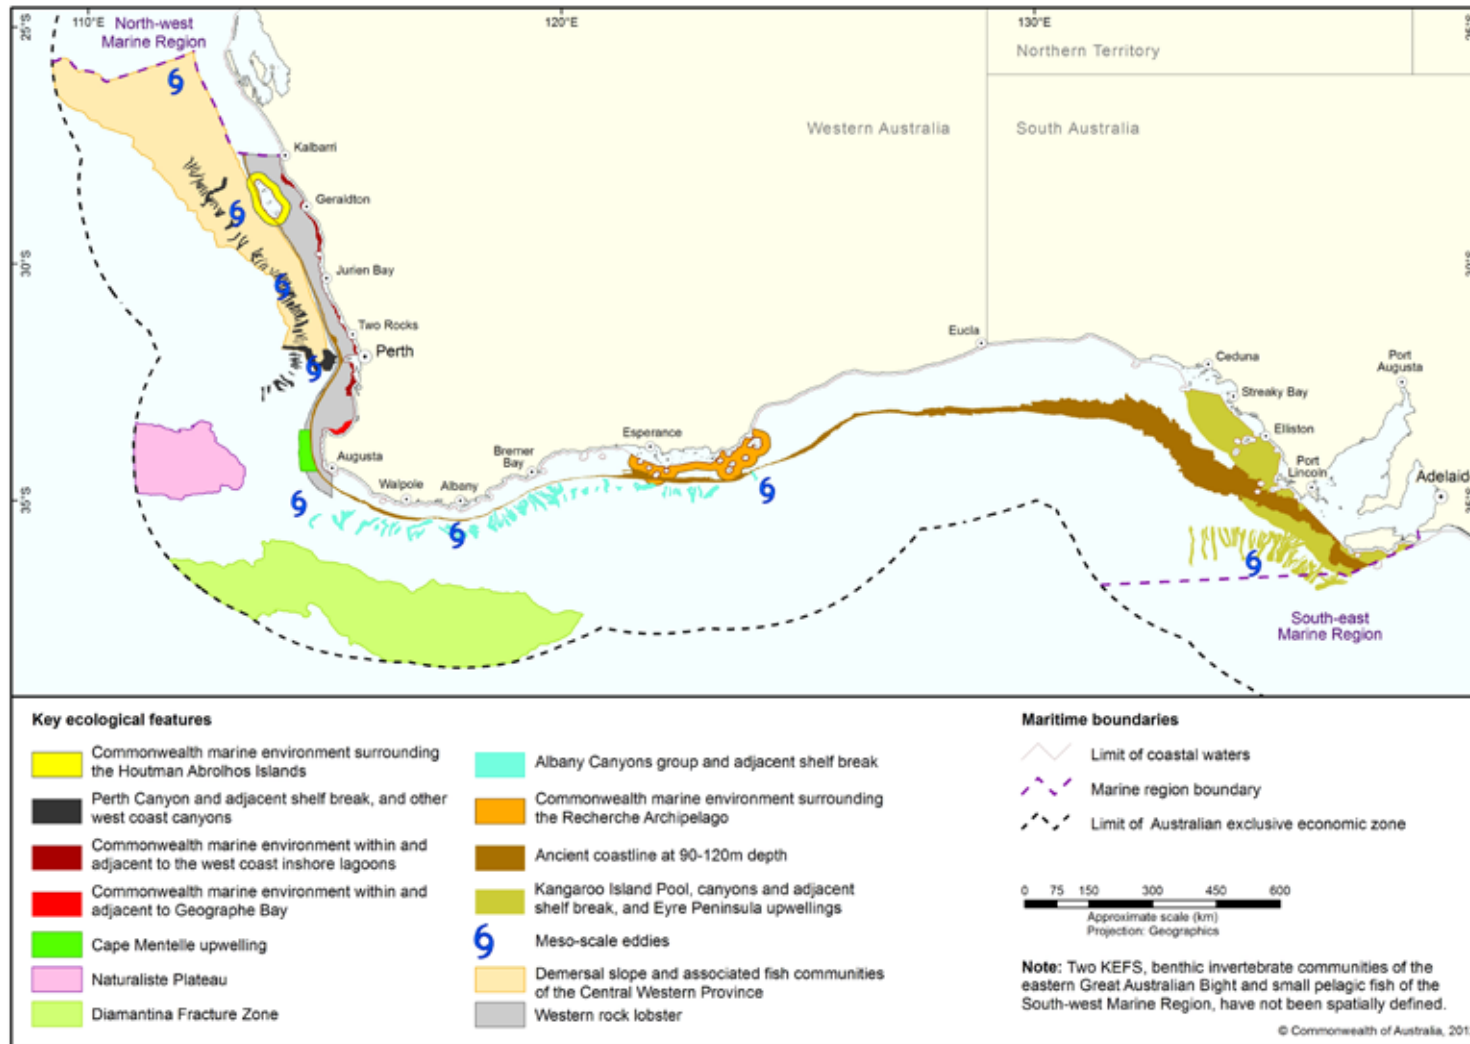 110°E
120°E
130°E
25°S
25°S
North-west
Marine Region
Northern Territory
Western Australia
South Australia
Kalbarri
Geraldton
30°S
30°S
Jurien Bay
Two Rocks
Perth
Eucla
Ceduna
Port
Augusta
Streaky Bay
Elliston
Esperance
Bremer
Bay
Augusta
Walpole
Albany
Port
Lincoln
Adelaid
35°S
35°S
South-east
Marine Region
Key ecological features
Commonwealth marine environment surrounding
the Houtman Abrolhos Islands
Perth Canyon and adjacent shelf break, and other
west coast canyons
Commonwealth marine environment within and
adjacent to the west coast inshore lagoons
Commonwealth marine environment within and
adjacent to Geographe Bay
Cape Mentelle upwelling
Naturaliste Plateau
Diamantina Fracture Zone
Albany Canyons group and adjacent shelf break
Commonwealth marine environment surrounding
the Recherche Archipelago
Ancient coastline at 90-120m depth
Kangaroo Island Pool, canyons and adjacent
shelf break, and Eyre Peninsula upwellings
Meso-scale eddies
Demersal slope and associated fish communities
of the Central Western Province
Western rock lobster
Maritime boundaries
Limit of coastal waters
Marine region boundary
Limit of Australian exclusive economic zone
0 75 150 300 450 600
Approximate scale (km)
Projection: Geographics
Note: Two KEFS, benthic invertebrate communities of the
eastern Great Australian Bight and small pelagic fish of the
South-west Marine Region, have not been spatially defined.
© Commonwealth of Australia, 201